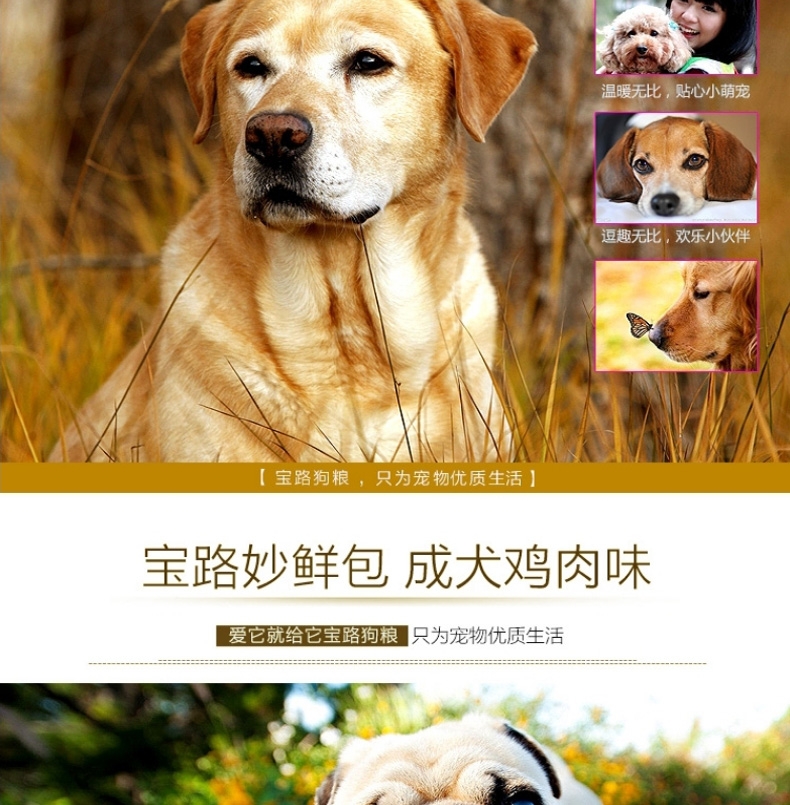 温暖无比，贴心小萌宠
逗趣无比，欢乐小伙伴
【 宝路狗粮 ，只为宠物优质生活 】
宝路妙鲜包 成犬鸡肉味
爱它就给它宝路狗粮 只为宠物优质生活